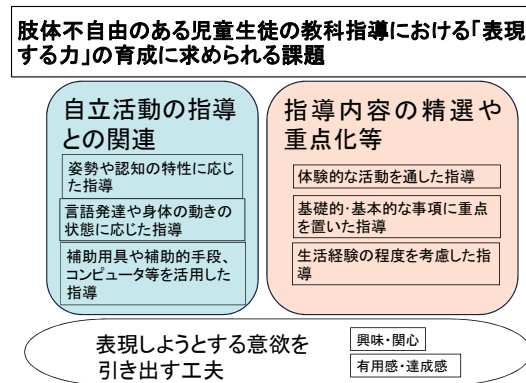 肢体不自由のある児童生徒の教科指導における「表現
する力」の育成に求められる課題
自立活動の指導
との関連
姿勢や認知の特性に応じ
た指導
言語発達や身体の動きの
状態に応じた指導
補助用具や補助的手段、
コンピュータ等を活用した
指導
指導内容の精選や
重点化等
体験的な活動を通した指導
基礎的・基本的な事項に重点
を置いた指導
生活経験の程度を考慮した指
導
表現しようとする意欲を
引き出す工夫
興味・関心
有用感・達成感